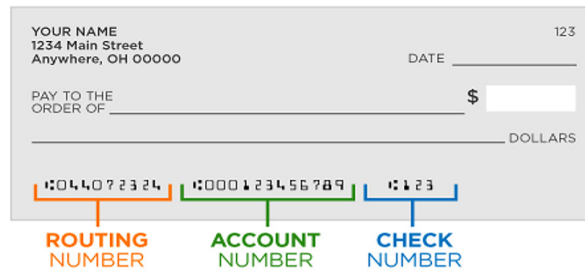 YOUR NAME 123
1234 Main Street
Anywhere, OH 00000
DATE
PAY TO THE
ORDER OF $
DOLLARS
⑆044072324 ⑆000123456789 ⑆123
ROUTING NUMBER
ACCOUNT NUMBER
CHECK NUMBER